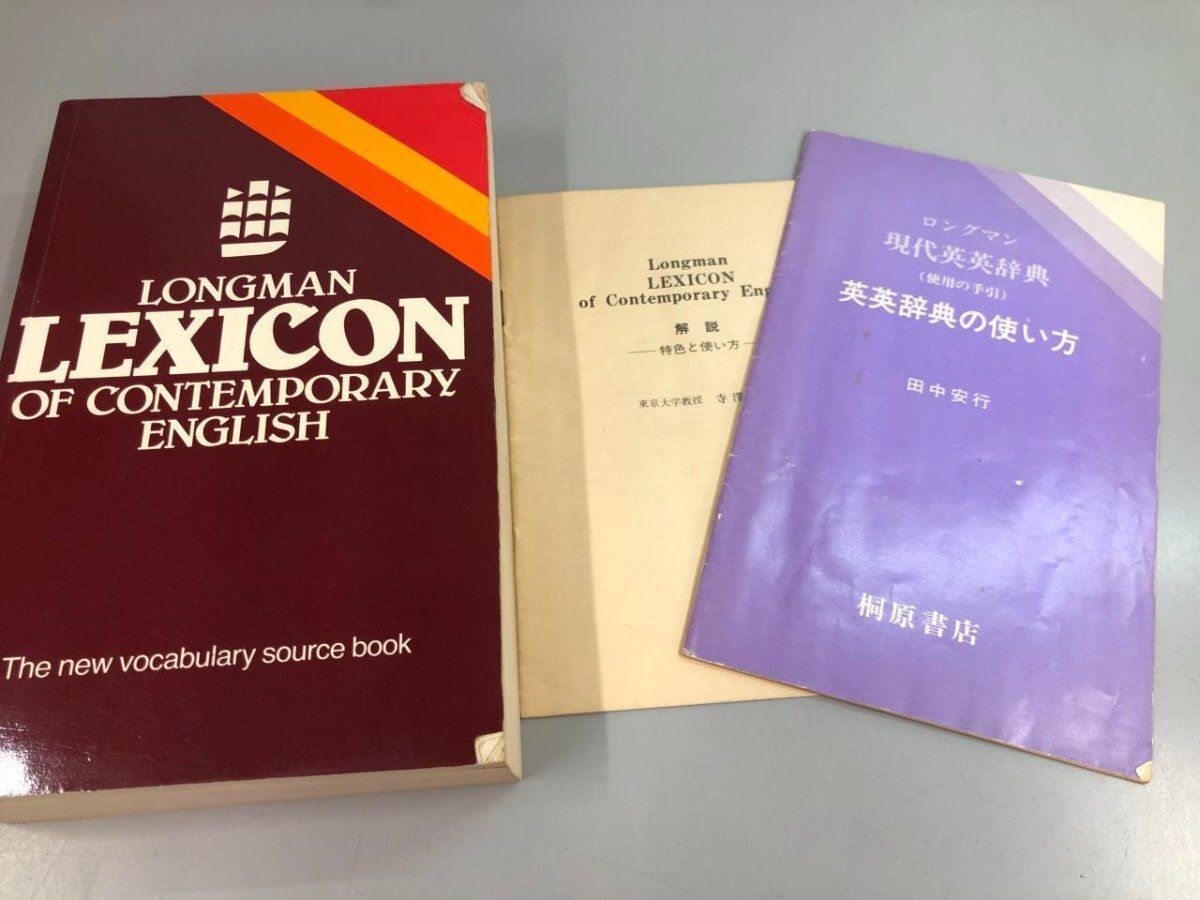 LONGMAN
LEXICON
OF CONTEMPORARY
ENGLISH
The new vocabulary source book
Longman
LEXICON
of Contemporary
解説
特色と使い方
東京大学教授 寺澤
ロングマン
現代英英辞典
(使用の手引)
英英辞典の使い方
田中安行
桐原書店